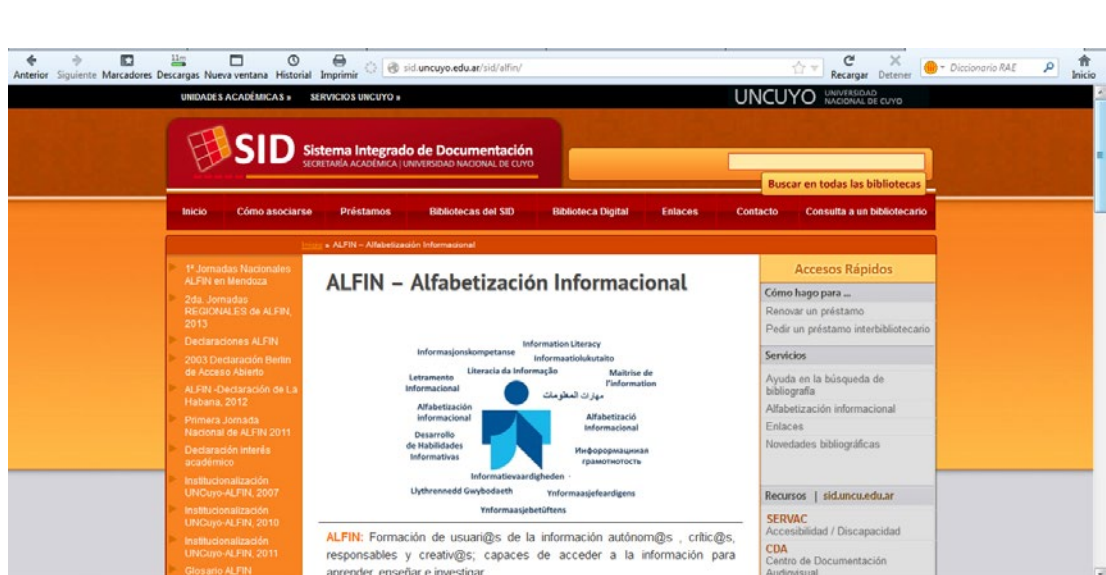 Anterior Siguiente Marcadores Descargas Nueva ventana Historial Imprimir sid.uncuyo.edu.ar/sid/alfin/ Recargar Detener Diccionario RAE Inicio
UNIDADES ACADÉMICAS » SERVICIOS UNCUYO » UNCUYO UNIVERSIDAD
NACIONAL DE CUYO
SID Sistema Integrado de Documentación
SECRETARÍA ACADÉMICA | UNIVERSIDAD NACIONAL DE CUYO
Buscar en todas las bibliotecas
Inicio Cómo asociarse Préstamos Bibliotecas del SID Biblioteca Digital Enlaces Contacto Consulta a un bibliotecario
Inicio » ALFIN – Alfabetización Informacional
1ª Jornadas Nacionales
ALFIN en Mendoza
2da. Jornadas
REGIONALES de ALFIN,
2013
Declaraciones ALFIN
2003 Declaración Berlin
de Acceso Abierto
ALFIN -Declaración de La
Habana, 2012
Primera Jornada
Nacional de ALFIN 2011
Declaración interés
académico
Institucionalización
UNCuyo-ALFIN, 2007
Institucionalización
UNCuyo-ALFIN, 2010
Institucionalización
UNCuyo-ALFIN, 2011
Glosario ALFIN
ALFIN – Alfabetización Informacional
Information Literacy
Informasjonskompetanse Informaatiolukutaito
Literacia da Informação
Letramento
Informacional
Maitrise de
l'information
مهارات المعلومات
Alfabetización
informacional
Alfabetizació
Informacional
Desarrollo
de Habilidades
Informativas
Информационная
грамотность
Informatievaardigheden
Llythrennedd Gwybodaeth Ynformaasjefeardigens
Ynformaasjebetüftens
ALFIN: Formación de usuari@s de la información autónom@s , crític@s,
responsables y creativ@s; capaces de acceder a la información para
aprender, enseñar e investigar
Accesos Rápidos
Cómo hago para ...
Renovar un préstamo
Pedir un préstamo interbibliotecario
Servicios
Ayuda en la búsqueda de
bibliografía
Alfabetización informacional
Enlaces
Novedades bibliográficas
Recursos | sid.uncu.edu.ar
SERVAC
Accesibilidad / Discapacidad
CDA
Centro de Documentación
Audiovisual